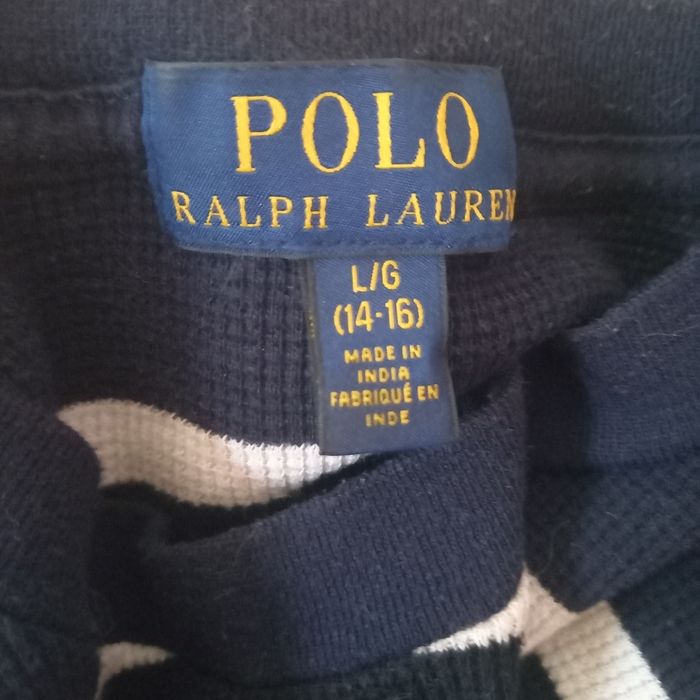 POLO
RALPH LAUREN
L/G
(14-16)
MADE IN
INDIA
FABRIQUÉ EN
INDE